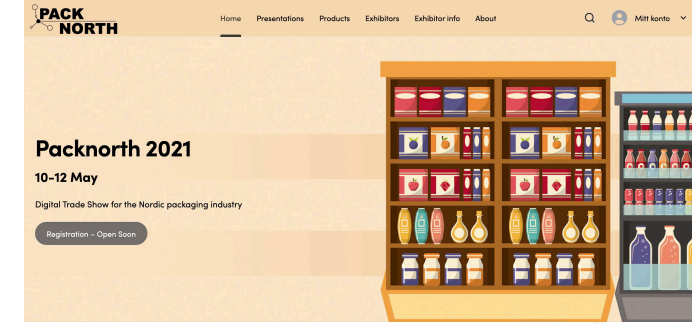 PACK
NORTH
Home Presentations Products Exhibitors Exhibitor info About Mitt konto
Packnorth 2021
10-12 May
Digital Trade Show for the Nordic packaging industry
Registration – Open Soon